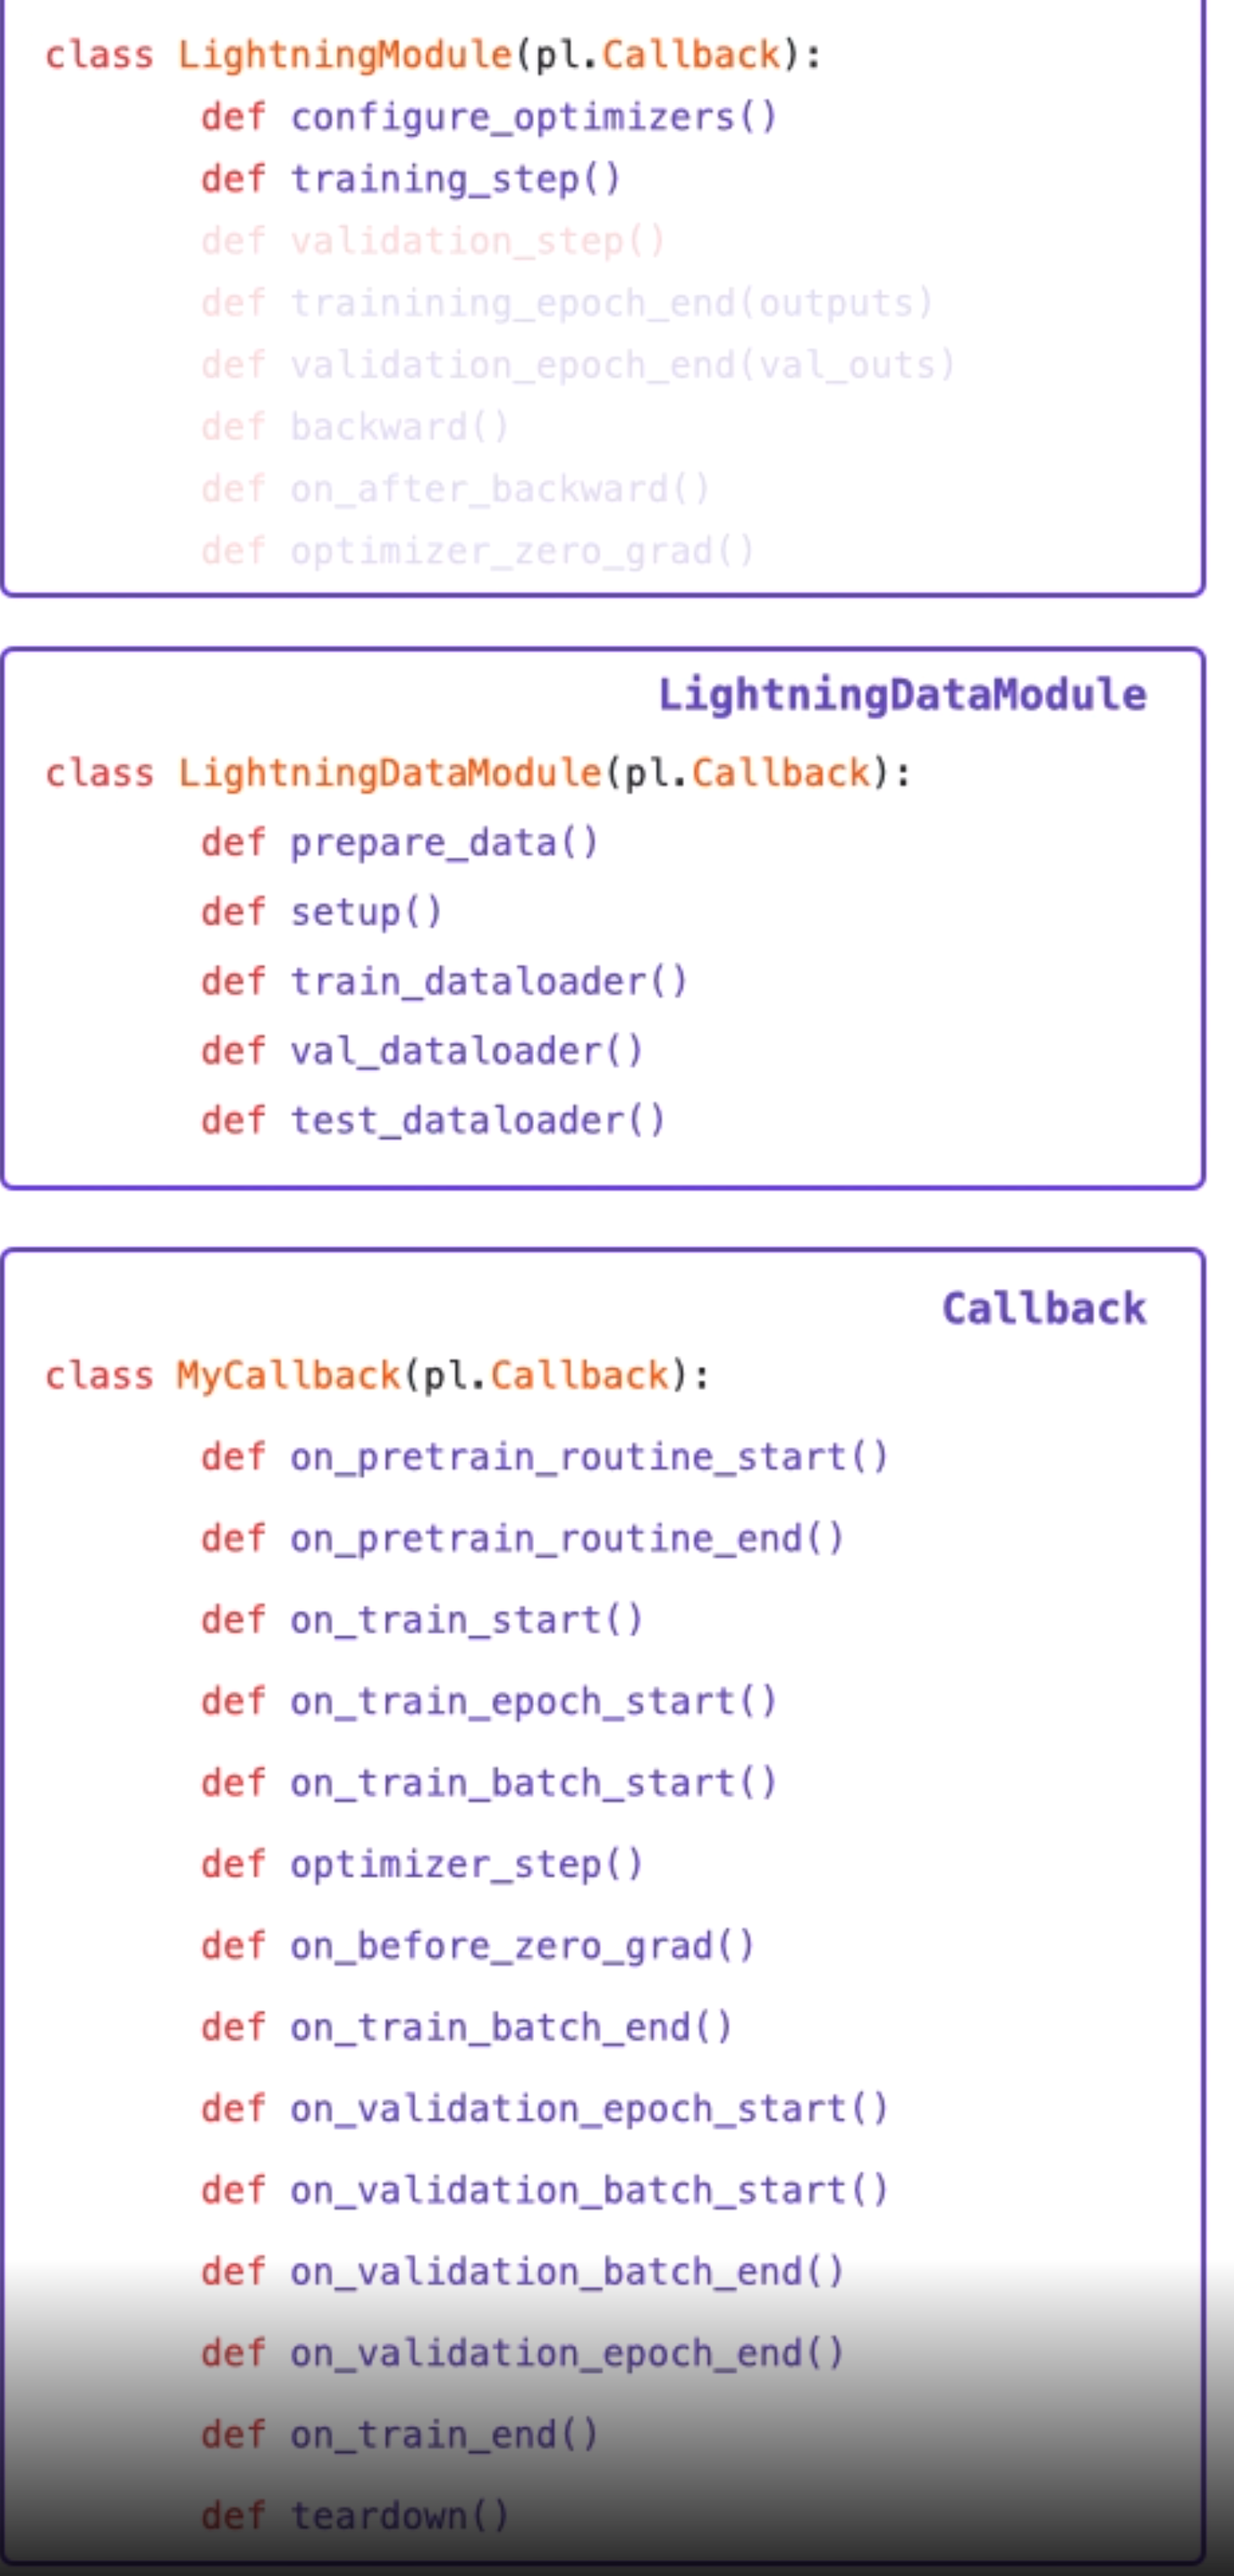 class LightningModule(pl.Callback):
def configure_optimizers()
def training_step()
def validation_step()
def trainining_epoch_end(outputs)
def validation_epoch_end(val_outs)
def backward()
def on_after_backward()
def optimizer_zero_grad()
LightningDataModule
class LightningDataModule(pl.Callback):
def prepare_data()
def setup()
def train_dataloader()
def val_dataloader()
def test_dataloader()
Callback
class MyCallback(pl.Callback):
def on_pretrain_routine_start()
def on_pretrain_routine_end()
def on_train_start()
def on_train_epoch_start()
def on_train_batch_start()
def optimizer_step()
def on_before_zero_grad()
def on_train_batch_end()
def on_validation_epoch_start()
def on_validation_batch_start()
def on_validation_batch_end()
def on_validation_epoch_end()
def on_train_end()
def teardown()